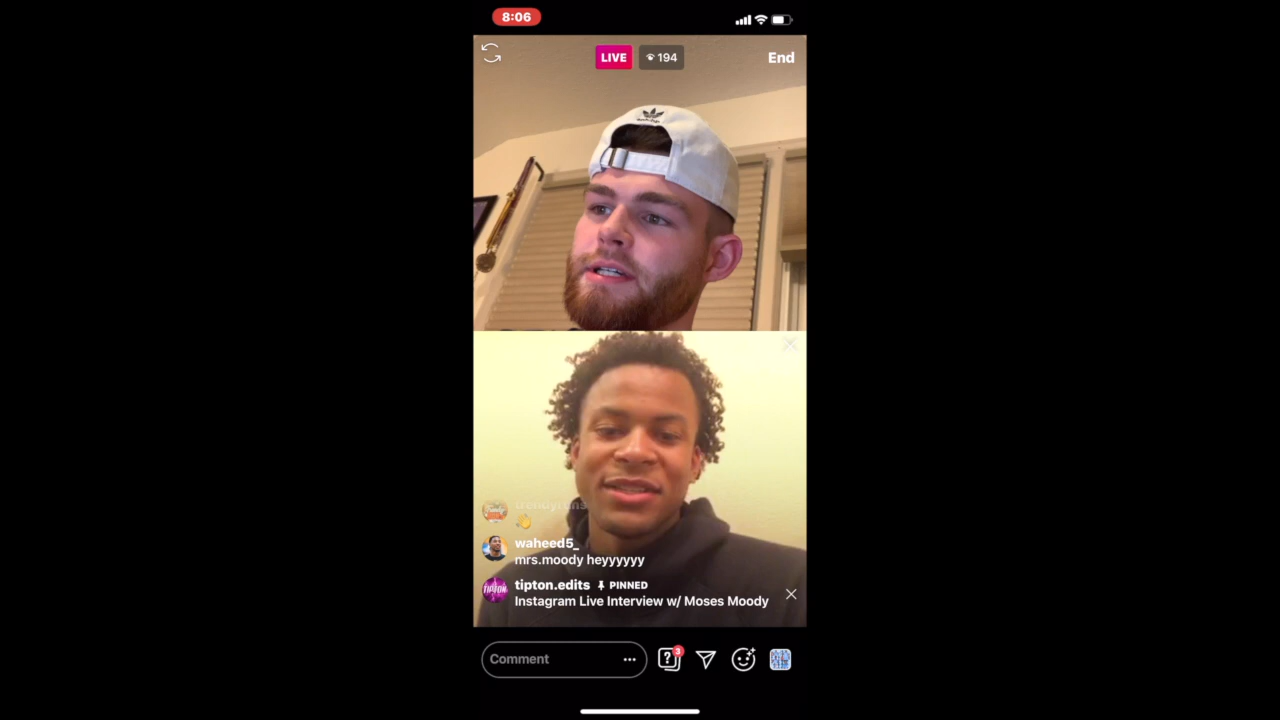 8:06
LIVE
194
End
trendyfuns
waheed5_
mrs.moody heyyyyyy
tipton.edits PINNED
Instagram Live Interview w/ Moses Moody
Comment
3